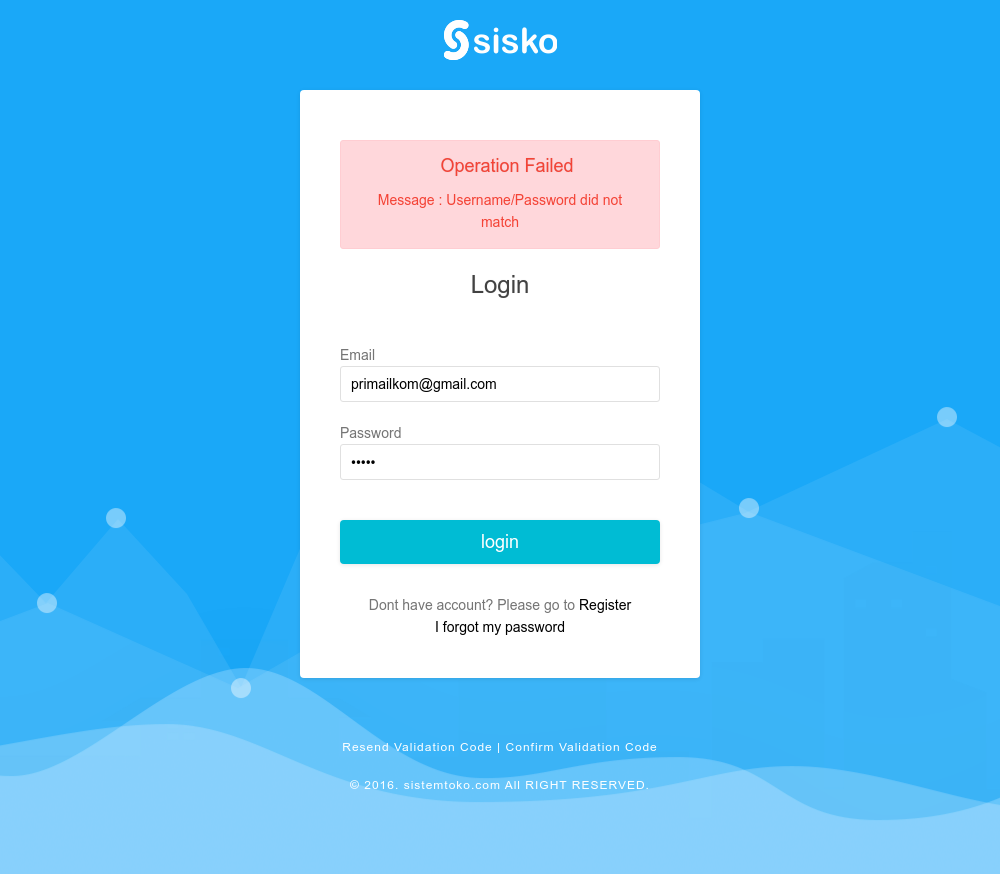 sisko
Operation Failed
Message : Username/Password did not
match
Login
Email
primailkom@gmail.com
Password
•••••
login
Dont have account? Please go to Register
I forgot my password
Resend Validation Code | Confirm Validation Code
© 2016. sistemtoko.com All RIGHT RESERVED.